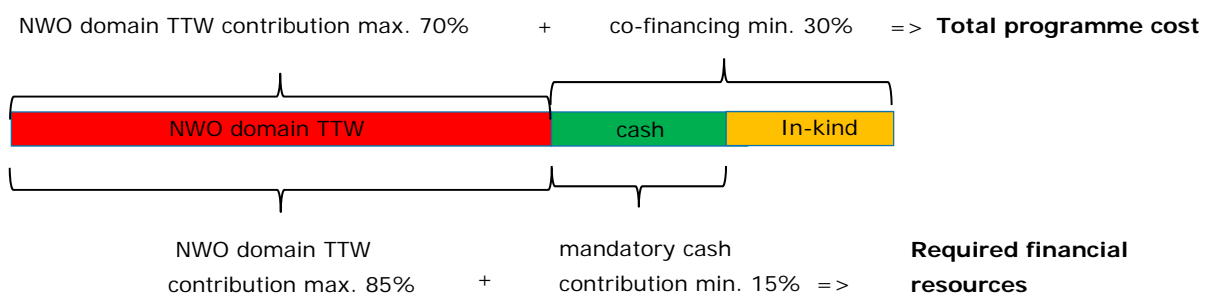 NWO domain TTW contribution max. 70% + co-financing min. 30% => Total programme cost
NWO domain TTW cash In-kind
NWO domain TTW mandatory cash Required financial
contribution max. 85% + contribution min. 15% => resources